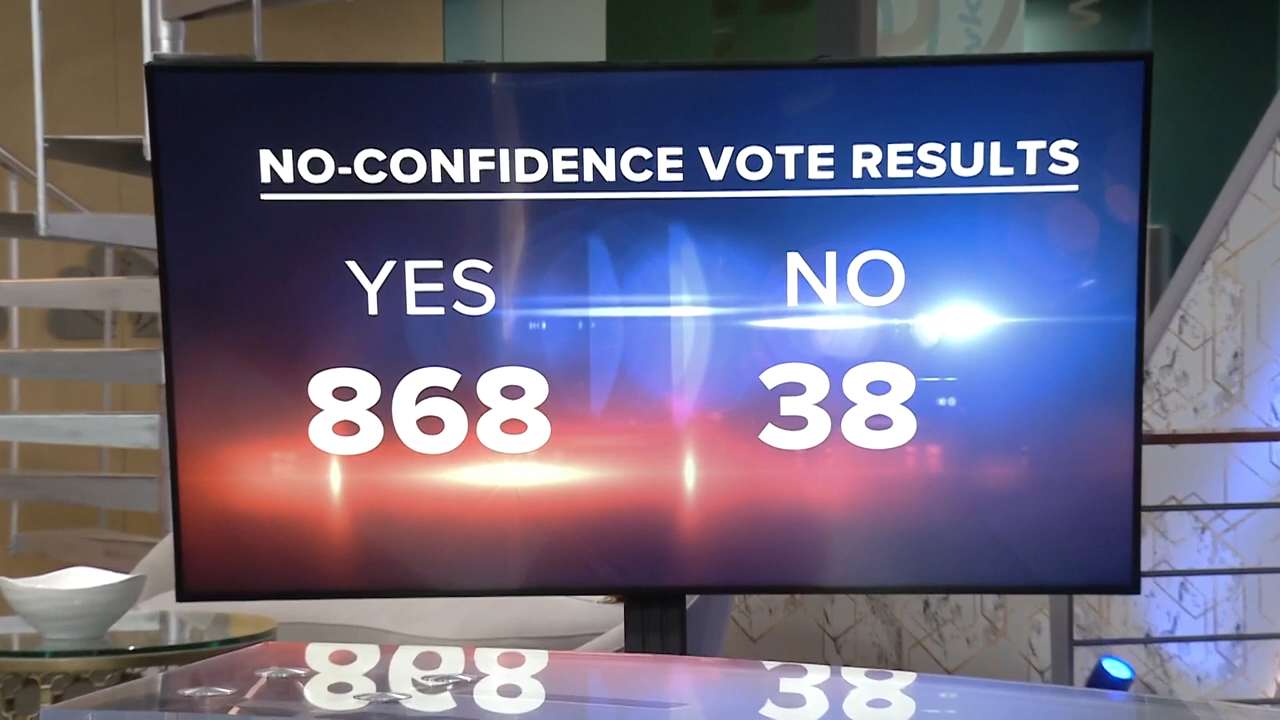 NO-CONFIDENCE VOTE RESULTS
YES NO
868 38